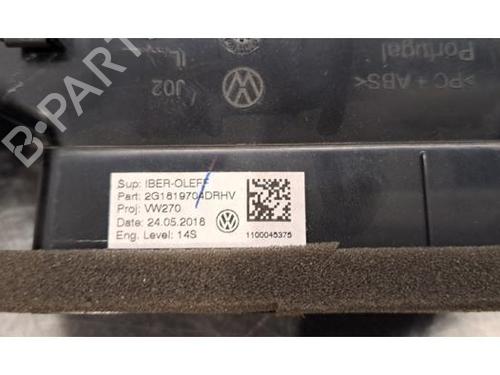 Portugal
>PC + ABS<
J02
Sup: IBER-OLEFF
Part: 2G1819704DRHV
Proj: VW270
Date: 24.05.2018
Eng. Level: 14S
1100045375
B-PARTS